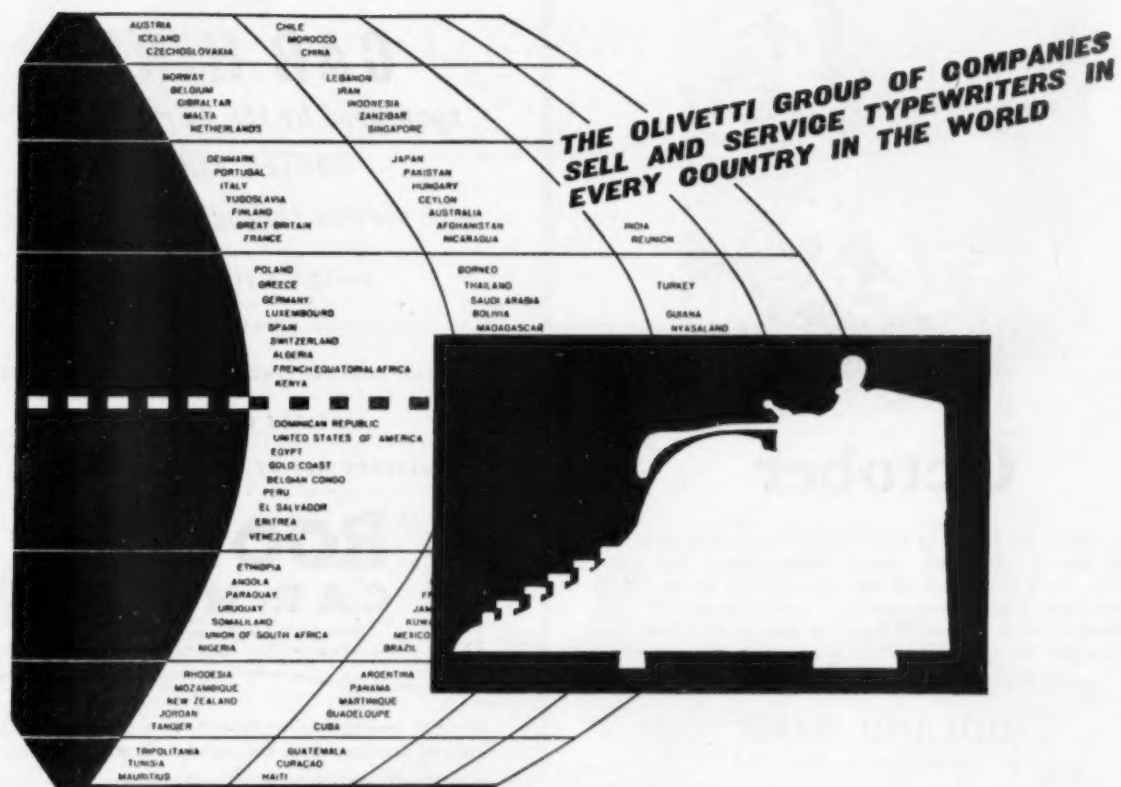 THE OLIVETTI GROUP OF COMPANIES
SELL AND SERVICE TYPEWRITERS IN
EVERY COUNTRY IN THE WORLD
AUSTRIA
ICELAND
CZECHOSLOVAKIA
CHILE
MOROCCO
CHINA
NORWAY
BELGIUM
GIBRALTAR
MALTA
NETHERLANDS
LEBANON
IRAN
INDONESIA
ZANZIBAR
SINGAPORE
DENMARK
PORTUGAL
ITALY
YUGOSLAVIA
FINLAND
GREAT BRITAIN
FRANCE
JAPAN
PAKISTAN
HUNGARY
CEYLON
AUSTRALIA
AFGHANISTAN
NICARAGUA
INDIA
REUNION
POLAND
GREECE
GERMANY
LUXEMBOURG
SPAIN
SWITZERLAND
ALGERIA
FRENCH EQUATORIAL AFRICA
KENYA
BORNEO
THAILAND
SAUDI ARABIA
BOLIVIA
MADAGASCAR
TURKEY
GUIANA
NYASALAND
DOMINICAN REPUBLIC
UNITED STATES OF AMERICA
EGYPT
GOLD COAST
BELGIAN CONGO
PERU
EL SALVADOR
ERITREA
VENEZUELA
ETHIOPIA
ANGOLA
PARAGUAY
URUGUAY
SOMALILAND
UNION OF SOUTH AFRICA
NIGERIA
FR
JAM
KUWA
MEXICO
BRAZIL
RHODESIA
MOZAMBIQUE
NEW ZEALAND
JORDAN
TANGIER
ARGENTINA
PANAMA
MARTINIQUE
GUADELOUPE
CUBA
TRIPOLITANIA
TUNISIA
MAURITIUS
GUATEMALA
CURAÇAO
HAITI